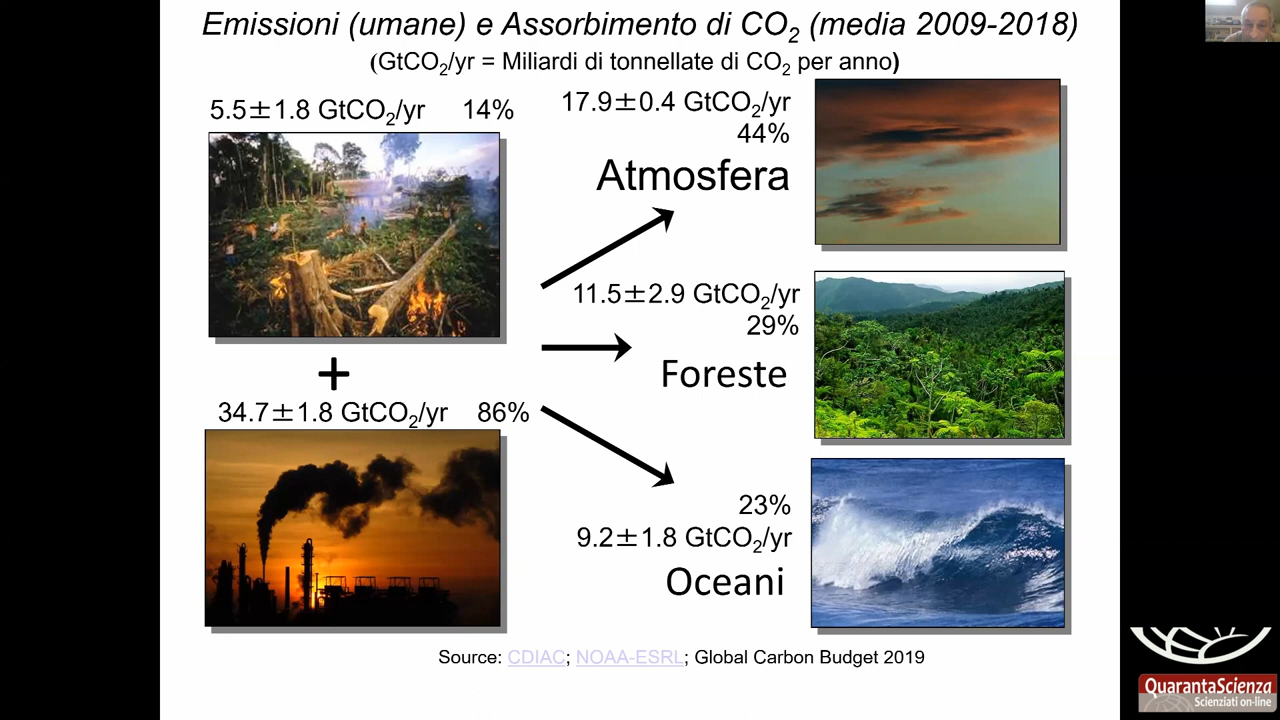 Emissioni (umane) e Assorbimento di CO2 (media 2009-2018)
(GtCO2/yr = Miliardi di tonnellate di CO2 per anno)
5.5±1.8 GtCO2/yr 14%
+
34.7±1.8 GtCO2/yr 86%
17.9±0.4 GtCO2/yr
44%
Atmosfera
11.5±2.9 GtCO2/yr
29%
Foreste
23%
9.2±1.8 GtCO2/yr
Oceani
Source: CDIAC; NOAA-ESRL; Global Carbon Budget 2019
QuarantaScienza
Scienziati on-line